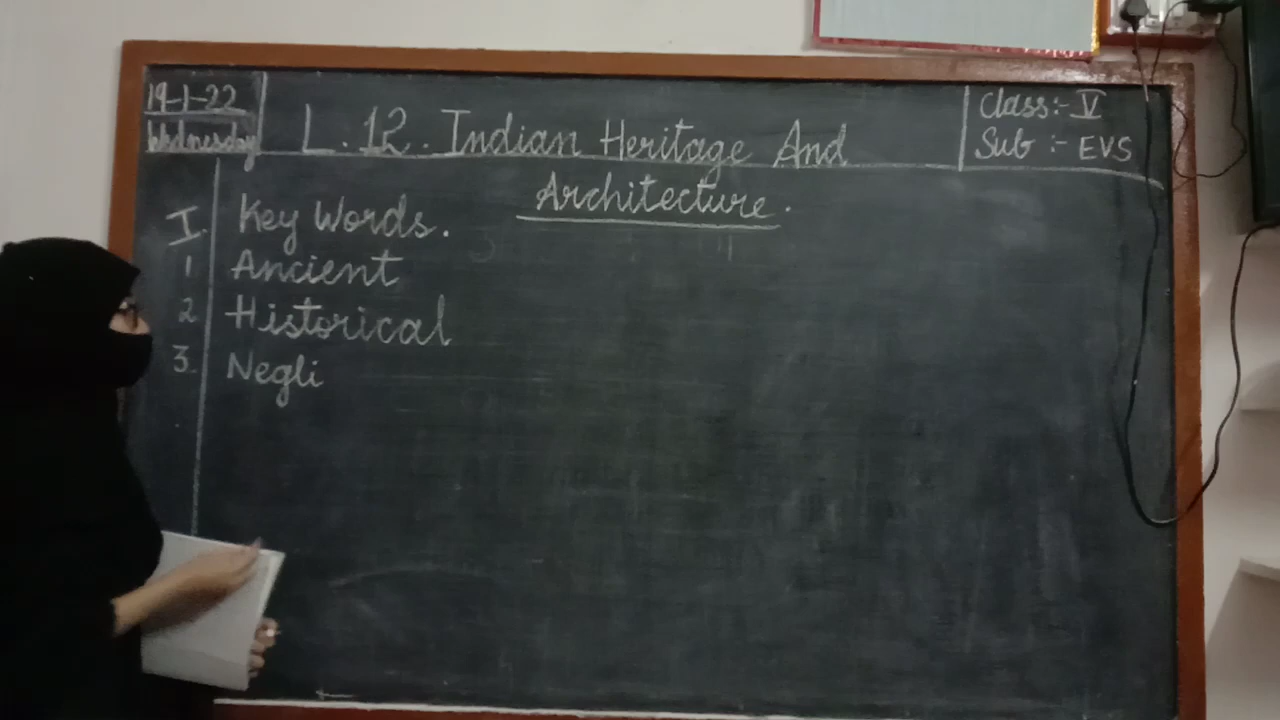 19-1-22
Wednesday
L. 12. Indian Heritage And
Architecture.
Class:- V
Sub :- EVS
I. Key Words.
1 Ancient
2 Historical
3. Negli